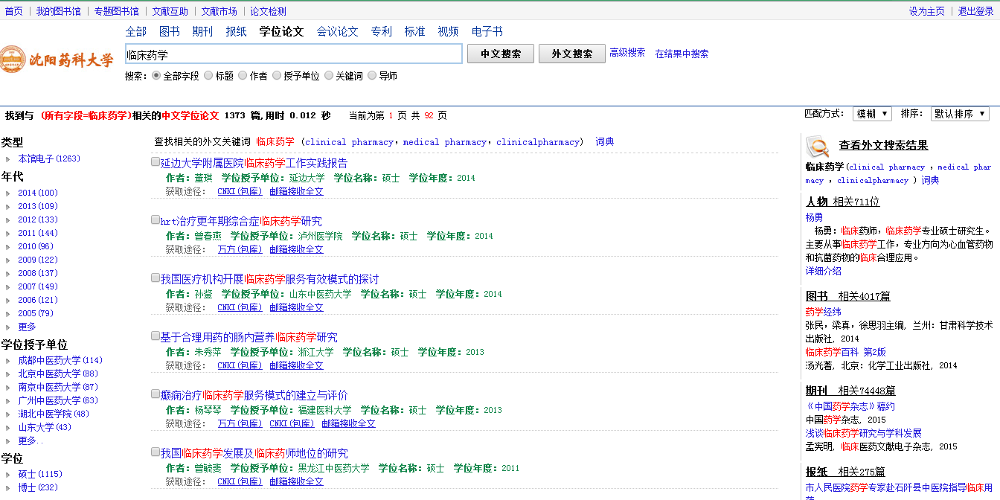 首页 | 我的图书馆 | 专题图书馆 | 文献互助 | 文献市场 | 论文检测
设为主页 | 退出登录
全部 图书 期刊 报纸 学位论文 会议论文 专利 标准 视频 电子书
沈阳药科大学
临床药学 中文搜索 外文搜索 高级搜索 在结果中搜索
搜索: 全部字段 标题 作者 授予单位 关键词 导师
找到与 (所有字段=临床药学)相关的中文学位论文 1373 篇,用时 0.012 秒 当前为第 1 页 共 92 页
匹配方式: 模糊 ▼ 排序: 默认排序 ▼
类型
本馆电子(1263)
年代
2014(100)
2013(109)
2012(133)
2011(144)
2010(96)
2009(122)
2008(137)
2007(149)
2006(121)
2005(79)
更多
学位授予单位
成都中医药大学(114)
北京中医药大学(88)
南京中医药大学(87)
广州中医药大学(63)
湖北中医学院(48)
山东大学(43)
更多..
学位
硕士(1115)
博士(232)
查找相关的外文关键词 临床药学 (clinical pharmacy，medical pharmacy，clinicalpharmacy) 词典
延边大学附属医院临床药学工作实践报告
作者: 董琪 学位授予单位: 延边大学 学位名称: 硕士 学位年度: 2014
获取途径: CNKI(包库) 邮箱接收全文
hrt治疗更年期综合症临床药学研究
作者: 曾春燕 学位授予单位: 泸州医学院 学位名称: 硕士 学位年度: 2014
获取途径: 万方(包库) 邮箱接收全文
我国医疗机构开展临床药学服务有效模式的探讨
作者: 孙鋆 学位授予单位: 山东中医药大学 学位名称: 硕士 学位年度: 2014
获取途径: CNKI(包库) 邮箱接收全文
基于合理用药的肠内营养临床药学研究
作者: 朱秀萍 学位授予单位: 浙江大学 学位名称: 硕士 学位年度: 2013
获取途径: CNKI(包库) 邮箱接收全文
癫痫治疗临床药学服务模式的建立与评价
作者: 杨琴琴 学位授予单位: 福建医科大学 学位名称: 硕士 学位年度: 2013
获取途径: 万方(包库) CNKI(包库) 邮箱接收全文
我国临床药学发展及临床药师地位的研究
作者: 曾毓斐 学位授予单位: 黑龙江中医药大学 学位名称: 硕士 学位年度: 2011
获取途径: CNKI(包库) 邮箱接收全文
查看外文搜索结果
临床药学(clinical pharmacy ，medical phar
macy ，clinicalpharmacy ) 词典
人物 相关711位
杨勇
杨勇: 临床药师，临床药学专业硕士研究生。
主要从事临床药学工作，专业方向为心血管药物
和抗菌药物的临床合理应用。
详细介绍
图书 相关4017篇
药学经纬
张民，梁真，徐思羽主编, 兰州: 甘肃科学技术
出版社, 2014
临床药学百科 第2版
汤光著, 北京: 化学工业出版社, 2014
期刊 相关74448篇
《中国药学杂志》稿约
中国药学杂志, 2015
浅谈临床药学研究与学科发展
孟宪明, 临床医药文献电子杂志, 2015
报纸 相关275篇
市人民医院药学专家赴石阡县中医院指导临床用